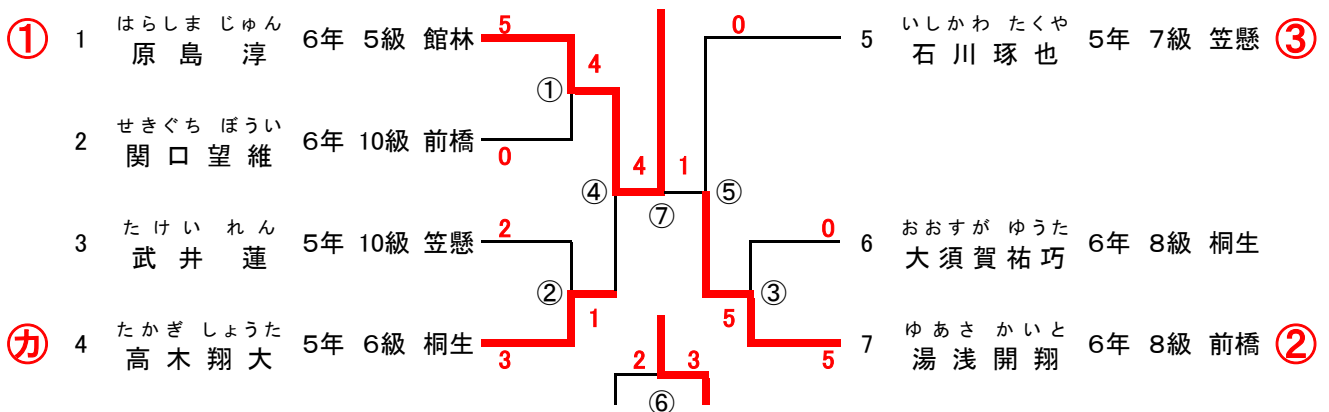 はらしま じゅん
① 1 原島 淳 6年 5級 館林 5
4
①
せきぐち ぼうい
2 関口望維 6年 10級 前橋 0
4
④
たけい れん
3 武井 蓮 5年 10級 笠懸 2
②
1
たかぎ しょうた
㋕ 4 高木翔大 5年 6級 桐生 3
⑦
いしかわ たくや
0 5 石川琢也 5年 7級 笠懸 ③
1
⑤
おおすが ゆうた
0 6 大須賀祐巧 6年 8級 桐生
③
5
ゆあさ かいと
5 7 湯浅開翔 6年 8級 前橋 ②
2 3
⑥